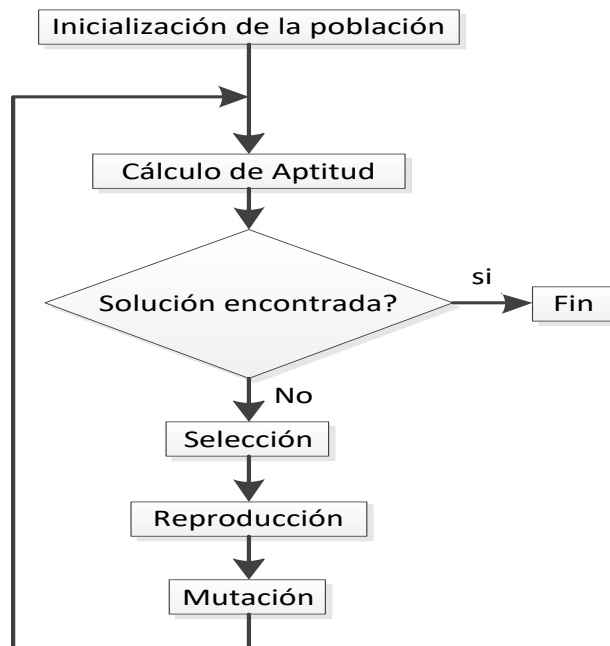 Inicialización de la población
Cálculo de Aptitud
Solución encontrada?
si
Fin
No
Selección
Reproducción
Mutación